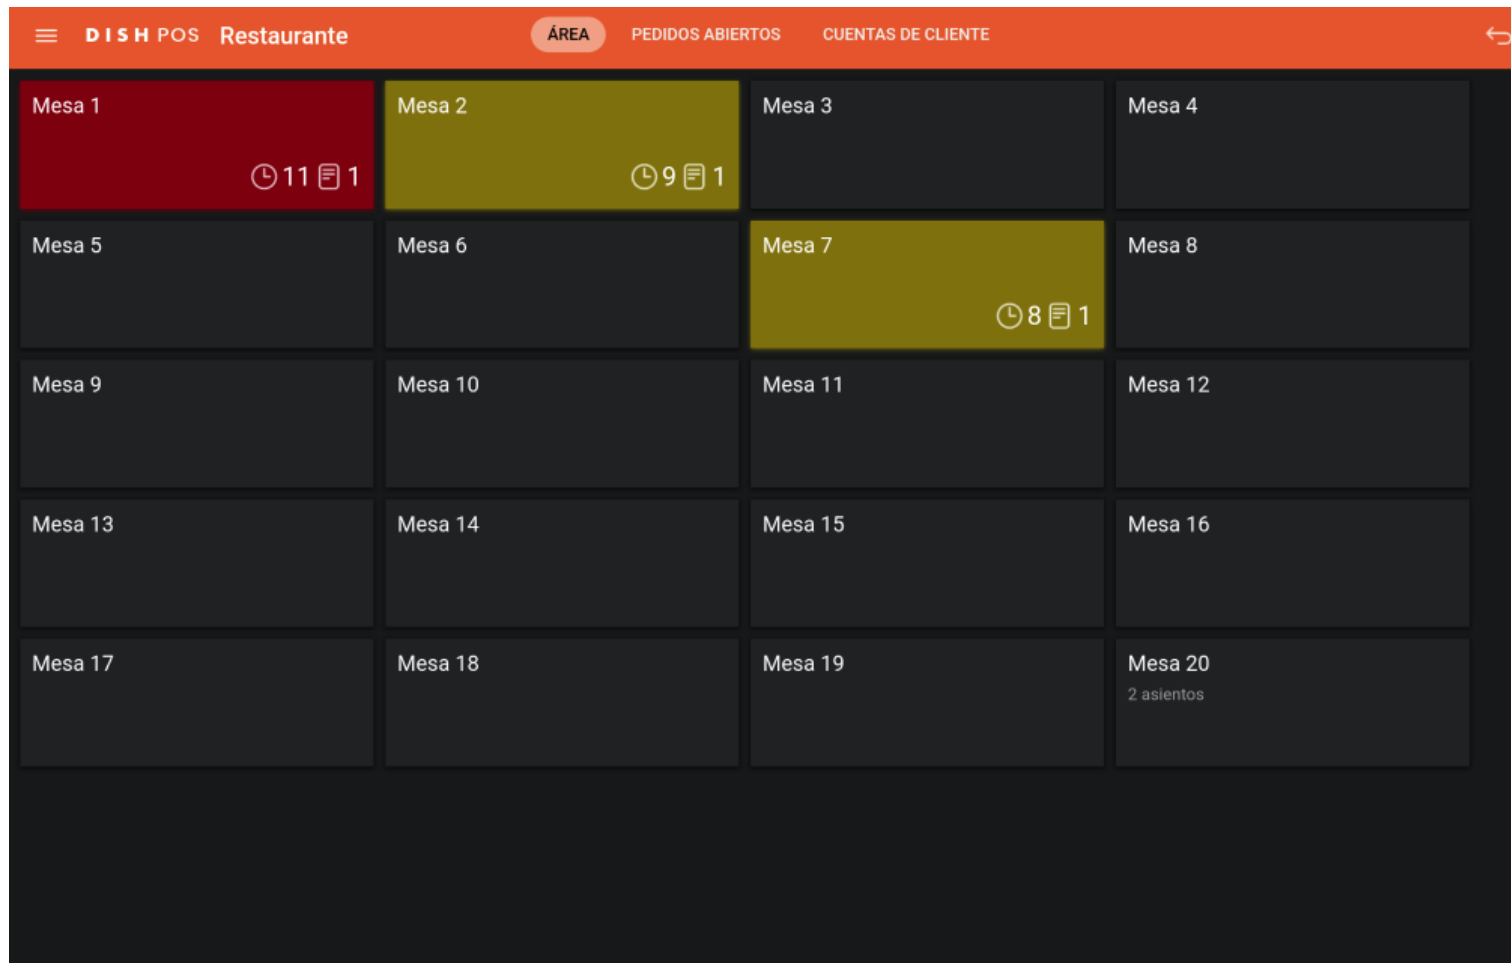 DISH POS Restaurante ÁREA PEDIDOS ABIERTOS CUENTAS DE CLIENTE
Mesa 1 Mesa 2 Mesa 3 Mesa 4
11 1 9 1
Mesa 5 Mesa 6 Mesa 7 Mesa 8
8 1
Mesa 9 Mesa 10 Mesa 11 Mesa 12
Mesa 13 Mesa 14 Mesa 15 Mesa 16
Mesa 17 Mesa 18 Mesa 19 Mesa 20
2 asientos